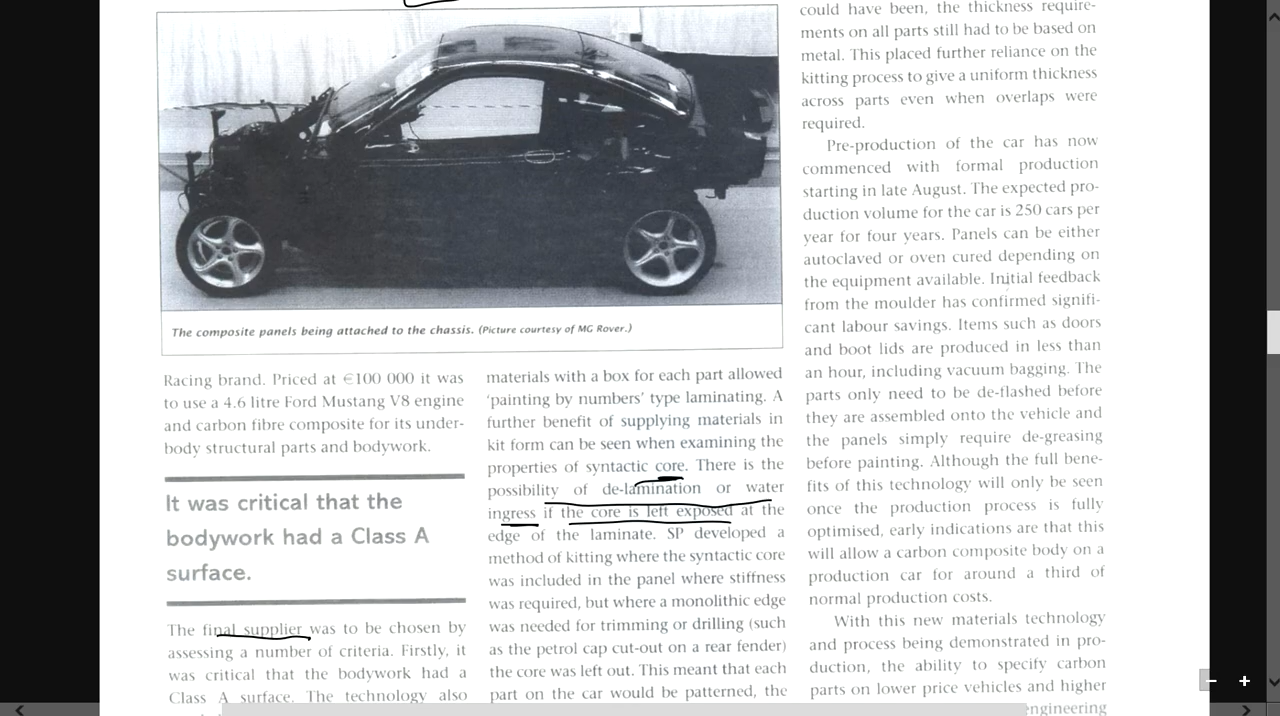 The composite panels being attached to the chassis. (Picture courtesy of MG Rover.)
Racing brand. Priced at €100 000 it was
to use a 4.6 litre Ford Mustang V8 engine
and carbon fibre composite for its under-
body structural parts and bodywork.
It was critical that the
bodywork had a Class A
surface.
The final supplier was to be chosen by
assessing a number of criteria. Firstly, it
was critical that the bodywork had a
Class A surface. The technology also
materials with a box for each part allowed
‘painting by numbers’ type laminating. A
further benefit of supplying materials in
kit form can be seen when examining the
properties of syntactic core. There is the
possibility of de-lamination or water
ingress if the core is left exposed at the
edge of the laminate. SP developed a
method of kitting where the syntactic core
was included in the panel where stiffness
was required, but where a monolithic edge
was needed for trimming or drilling (such
as the petrol cap cut-out on a rear fender)
the core was left out. This meant that each
part on the car would be patterned, the
could have been, the thickness require-
ments on all parts still had to be based on
metal. This placed further reliance on the
kitting process to give a uniform thickness
across parts even when overlaps were
required.
Pre-production of the car has now
commenced with formal production
starting in late August. The expected pro-
duction volume for the car is 250 cars per
year for four years. Panels can be either
autoclaved or oven cured depending on
the equipment available. Initial feedback
from the moulder has confirmed signifi-
cant labour savings. Items such as doors
and boot lids are produced in less than
an hour, including vacuum bagging. The
parts only need to be de-flashed before
they are assembled onto the vehicle and
the panels simply require de-greasing
before painting. Although the full bene-
fits of this technology will only be seen
once the production process is fully
optimised, early indications are that this
will allow a carbon composite body on a
production car for around a third of
normal production costs.
With this new materials technology
and process being demonstrated in pro-
duction, the ability to specify carbon
parts on lower price vehicles and higher
engineering